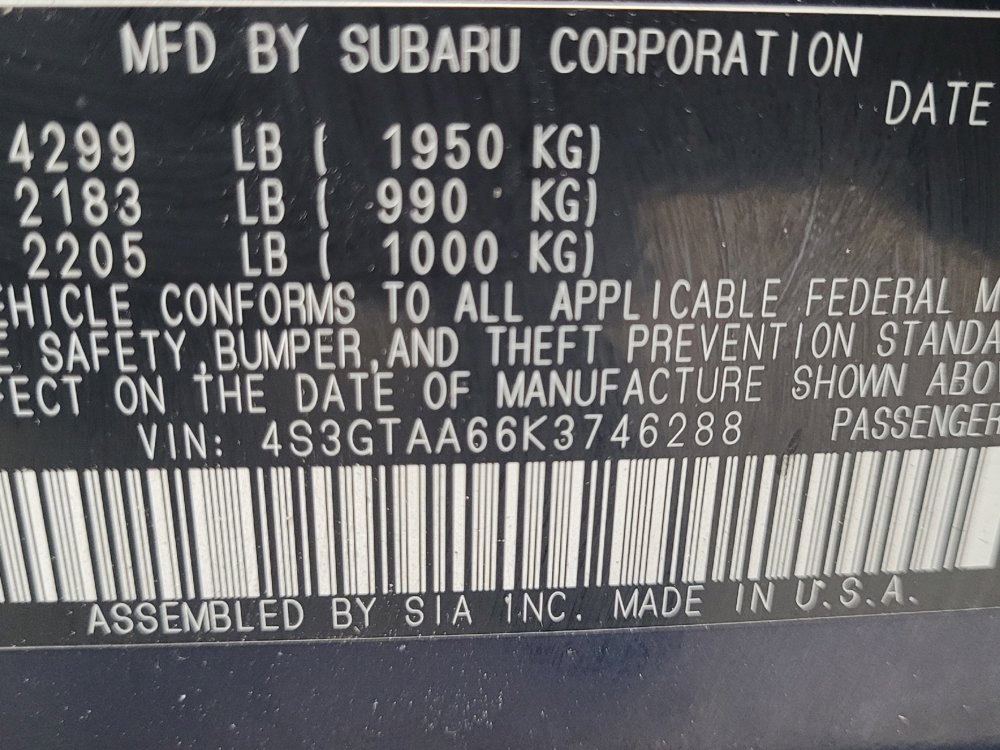 MFD BY SUBARU CORPORATION
DATE
4299 LB ( 1950 KG)
2183 LB ( 990 KG)
2205 LB ( 1000 KG)
EHICLE CONFORMS TO ALL APPLICABLE FEDERAL M
E SAFETY,BUMPER,AND THEFT PREVENTION STANDA
FECT ON THE DATE OF MANUFACTURE SHOWN ABO
VIN: 4S3GTAA66K3746288 PASSENGER
ASSEMBLED BY SIA INC. MADE IN U.S.A.